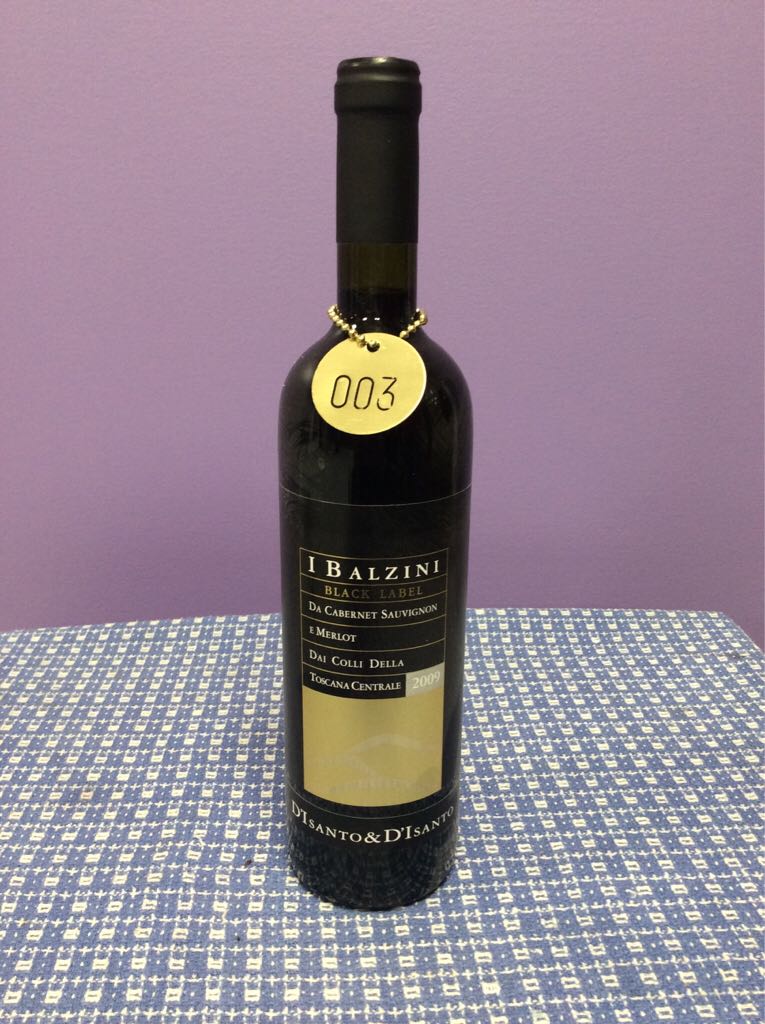 003
I BALZINI
BLACK LABEL
DA CABERNET SAUVIGNON
E MERLOT
DAI COLLI DELLA
TOSCANA CENTRALE 2009
D'ISANTO & D'ISANTO